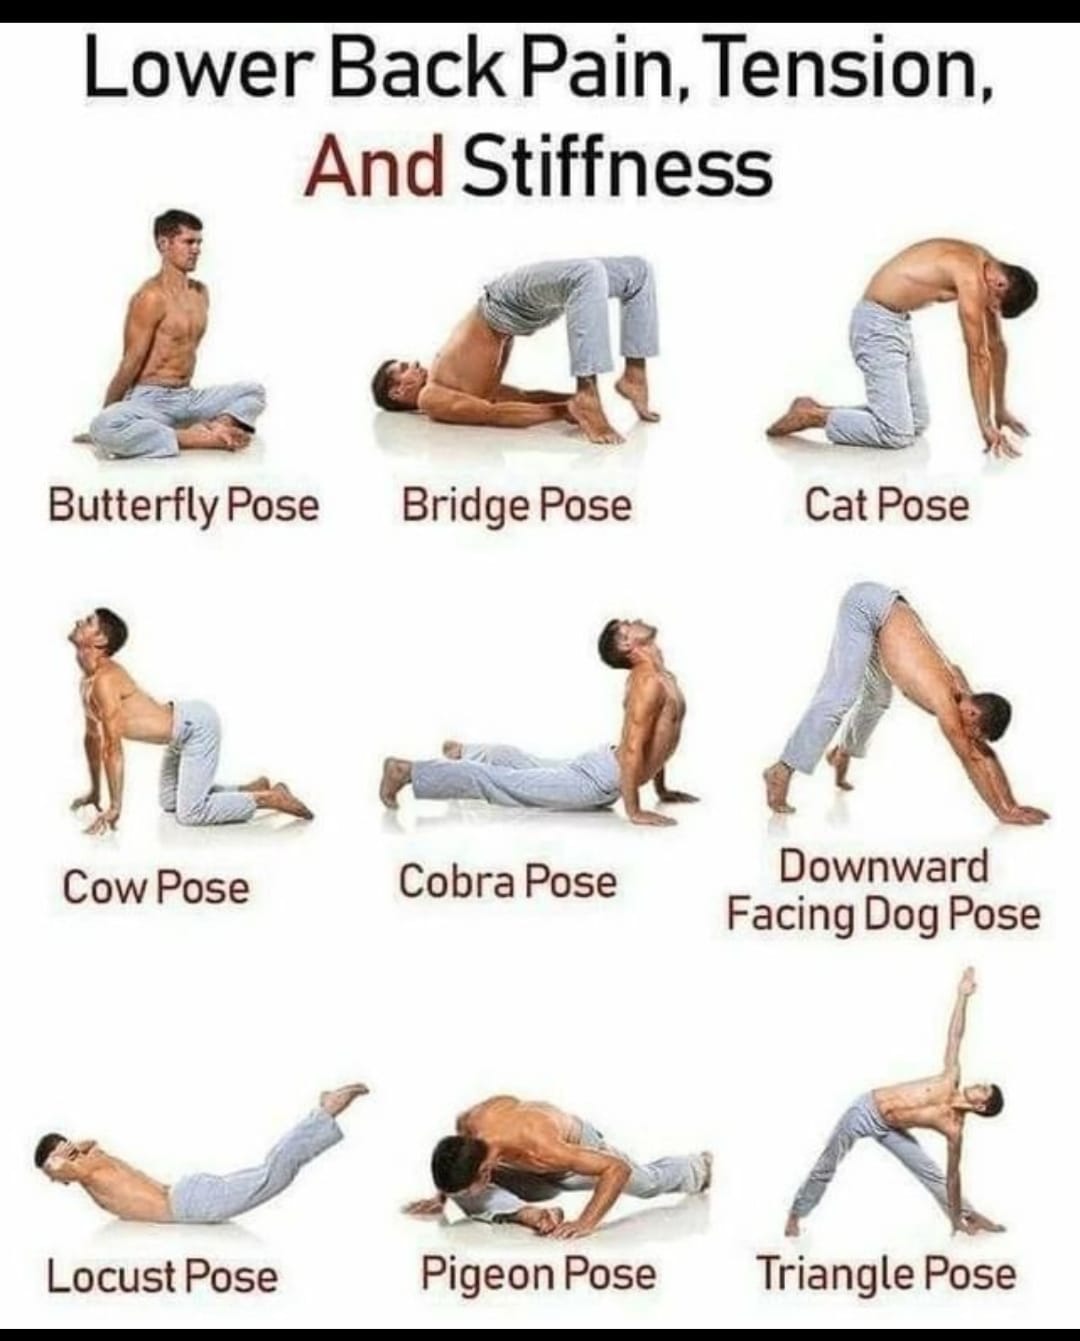 Lower Back Pain, Tension,
And Stiffness
Butterfly Pose
Bridge Pose
Cat Pose
Cow Pose
Cobra Pose
Downward
Facing Dog Pose
Locust Pose
Pigeon Pose
Triangle Pose